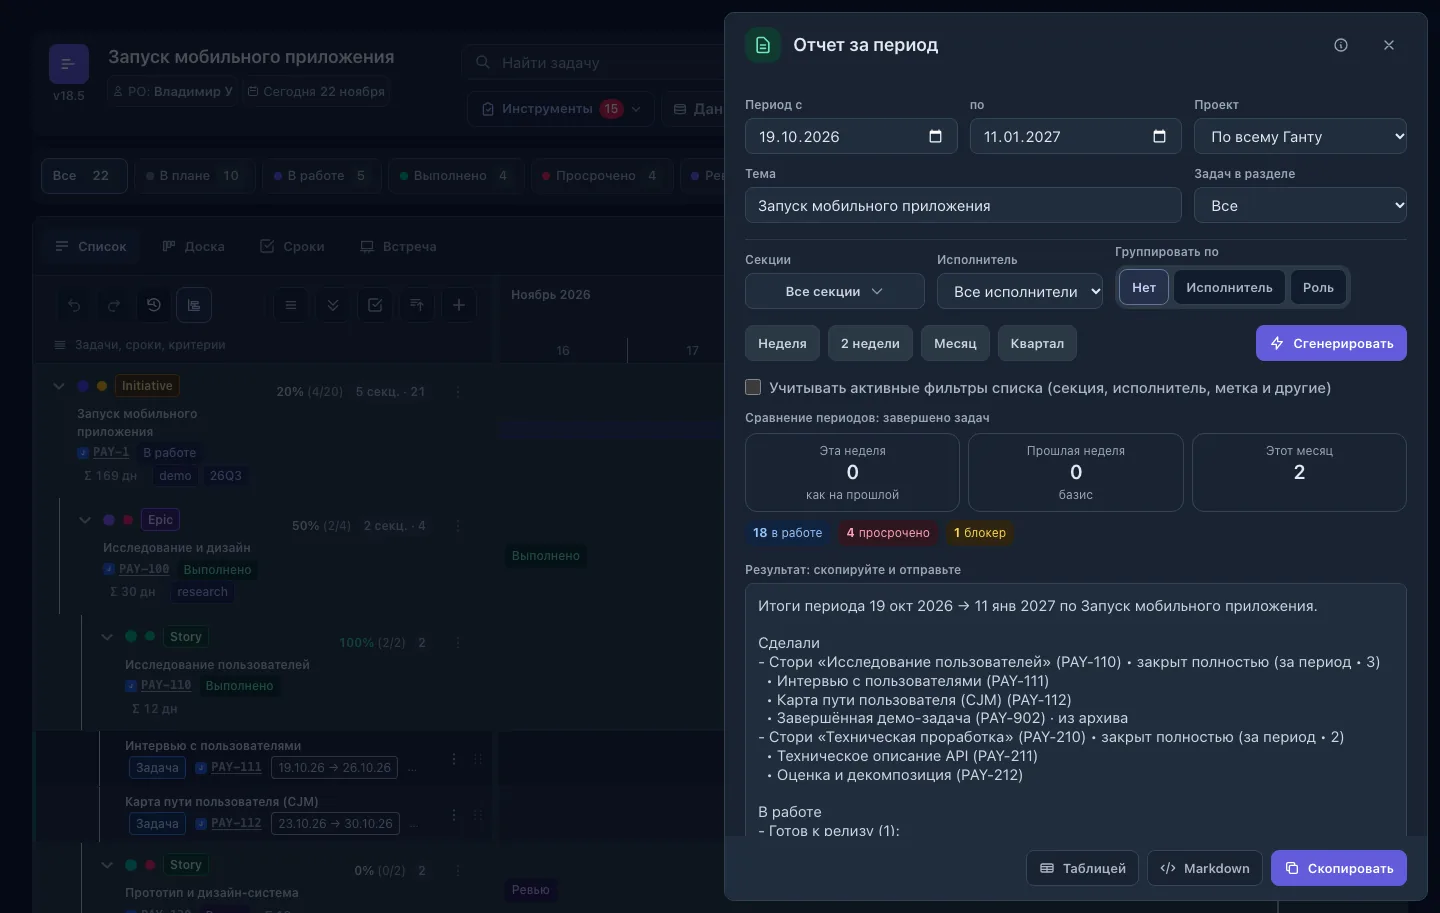 Запуск мобильного приложения
v18.5
PO: Владимир У
Сегодня 22 ноября
Найти задачу
Инструменты 15
Дан
Все 22
В плане 10
В работе 5
Выполнено 4
Просрочено 4
Рев
Список
Доска
Сроки
Встреча
Ноябрь 2026
Задачи, сроки, критерии
16
17
Initiative
20% (4/20) 5 секц. · 21
Запуск мобильного
приложения
PAY-1 В работе
Σ 169 дн demo 26Q3
Epic
50% (2/4) 2 секц. · 4
Исследование и дизайн
PAY-100 Выполнено
Σ 30 дн research
Выполнено
Story
100% (2/2) 2
Исследование пользователей
PAY-110 Выполнено
Σ 12 дн
Интервью с пользователями
Задача PAY-111 19.10.26 → 26.10.26 ...
Карта пути пользователя (CJM)
Задача PAY-112 23.10.26 → 30.10.26 ...
Story
0% (0/2) 2
Прототип и дизайн-система
Ревью
Отчет за период
Период с
по
Проект
19.10.2026
11.01.2027
По всему Ганту
Тема
Задач в разделе
Запуск мобильного приложения
Все
Секции
Исполнитель
Группировать по
Все секции
Все исполнители
Нет
Исполнитель
Роль
Неделя
2 недели
Месяц
Квартал
Сгенерировать
Учитывать активные фильтры списка (секция, исполнитель, метка и другие)
Сравнение периодов: завершено задач
Эта неделя
0
как на прошлой
Прошлая неделя
0
базис
Этот месяц
2
18 в работе
4 просрочено
1 блокер
Результат: скопируйте и отправьте
Итоги периода 19 окт 2026 → 11 янв 2027 по Запуск мобильного приложения.
Сделали
- Стори «Исследование пользователей» (PAY-110) • закрыт полностью (за период • 3)
• Интервью с пользователями (PAY-111)
• Карта пути пользователя (CJM) (PAY-112)
• Завершённая демо-задача (PAY-902) · из архива
- Стори «Техническая проработка» (PAY-210) • закрыт полностью (за период • 2)
• Техническое описание API (PAY-211)
• Оценка и декомпозиция (PAY-212)
В работе
- Готов к релизу (1):
Таблицей
Markdown
Скопировать